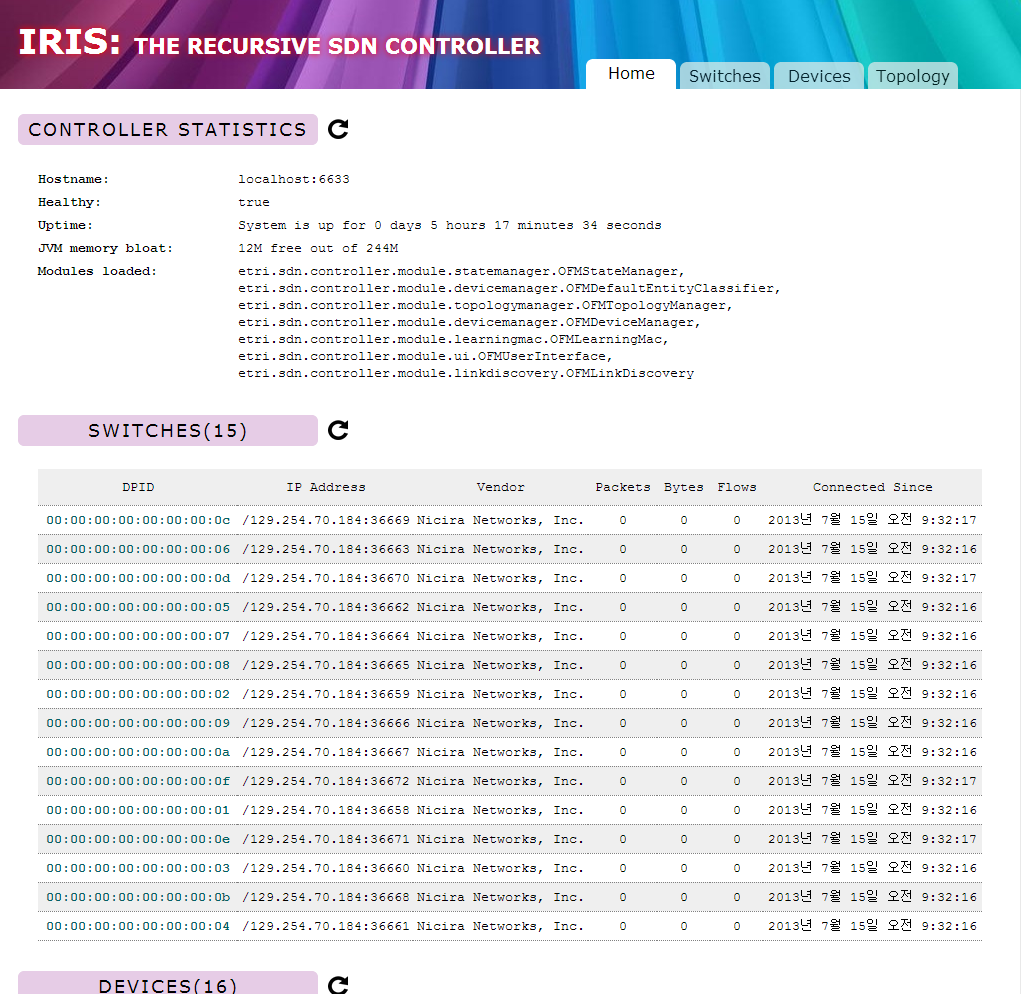 IRIS: THE RECURSIVE SDN CONTROLLER
Home Switches Devices Topology
CONTROLLER STATISTICS
Hostname: localhost:6633
Healthy: true
Uptime: System is up for 0 days 5 hours 17 minutes 34 seconds
JVM memory bloat: 12M free out of 244M
Modules loaded: etri.sdn.controller.module.statemanager.OFMStateManager,
etri.sdn.controller.module.devicemanager.OFMDefaultEntityClassifier,
etri.sdn.controller.module.topologymanager.OFMTopologyManager,
etri.sdn.controller.module.devicemanager.OFMDeviceManager,
etri.sdn.controller.module.learningmac.OFMLearningMac,
etri.sdn.controller.module.ui.OFMUserInterface,
etri.sdn.controller.module.linkdiscovery.OFMLinkDiscovery
SWITCHES(15)
DPID IP Address Vendor Packets Bytes Flows Connected Since
00:00:00:00:00:00:00:0c /129.254.70.184:36669 Nicira Networks, Inc. 0 0 0 2013년 7월 15일 오전 9:32:17
00:00:00:00:00:00:00:06 /129.254.70.184:36663 Nicira Networks, Inc. 0 0 0 2013년 7월 15일 오전 9:32:16
00:00:00:00:00:00:00:0d /129.254.70.184:36670 Nicira Networks, Inc. 0 0 0 2013년 7월 15일 오전 9:32:17
00:00:00:00:00:00:00:05 /129.254.70.184:36662 Nicira Networks, Inc. 0 0 0 2013년 7월 15일 오전 9:32:16
00:00:00:00:00:00:00:07 /129.254.70.184:36664 Nicira Networks, Inc. 0 0 0 2013년 7월 15일 오전 9:32:16
00:00:00:00:00:00:00:08 /129.254.70.184:36665 Nicira Networks, Inc. 0 0 0 2013년 7월 15일 오전 9:32:16
00:00:00:00:00:00:00:02 /129.254.70.184:36659 Nicira Networks, Inc. 0 0 0 2013년 7월 15일 오전 9:32:16
00:00:00:00:00:00:00:09 /129.254.70.184:36666 Nicira Networks, Inc. 0 0 0 2013년 7월 15일 오전 9:32:16
00:00:00:00:00:00:00:0a /129.254.70.184:36667 Nicira Networks, Inc. 0 0 0 2013년 7월 15일 오전 9:32:16
00:00:00:00:00:00:00:0f /129.254.70.184:36672 Nicira Networks, Inc. 0 0 0 2013년 7월 15일 오전 9:32:17
00:00:00:00:00:00:00:01 /129.254.70.184:36658 Nicira Networks, Inc. 0 0 0 2013년 7월 15일 오전 9:32:16
00:00:00:00:00:00:00:0e /129.254.70.184:36671 Nicira Networks, Inc. 0 0 0 2013년 7월 15일 오전 9:32:17
00:00:00:00:00:00:00:03 /129.254.70.184:36660 Nicira Networks, Inc. 0 0 0 2013년 7월 15일 오전 9:32:16
00:00:00:00:00:00:00:0b /129.254.70.184:36668 Nicira Networks, Inc. 0 0 0 2013년 7월 15일 오전 9:32:16
00:00:00:00:00:00:00:04 /129.254.70.184:36661 Nicira Networks, Inc. 0 0 0 2013년 7월 15일 오전 9:32:16
DEVICES(16)